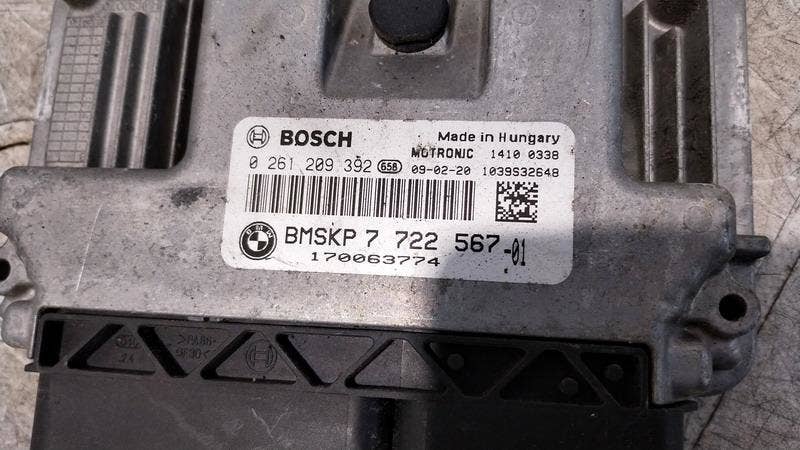 BOSCH Made in Hungary
MOTRONIC 1410 0338
0 261 209 392 658 09-02-20 1039S32648
BMW BMSKP 7 722 567-01
170063774